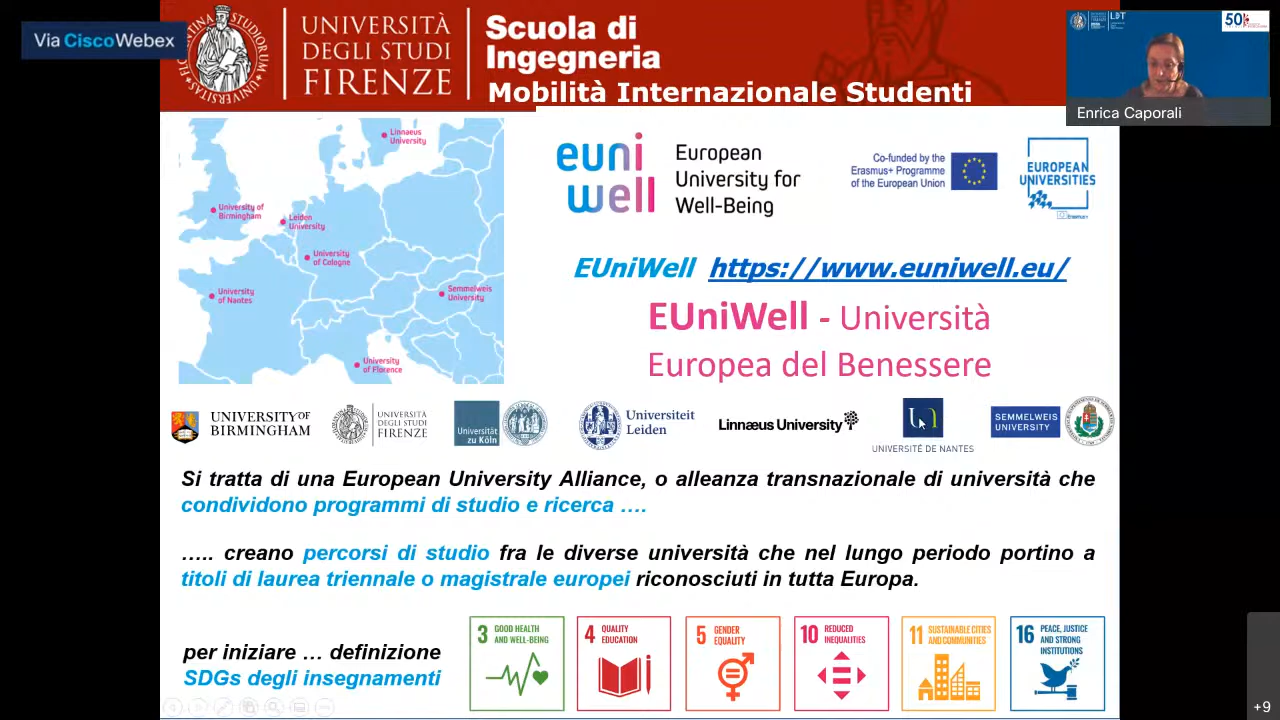 Via CiscoWebex
UNIVERSITÀ
DEGLI STUDI
FIRENZE
Scuola di
Ingegneria
Mobilità Internazionale Studenti
50
Enrica Caporali
Linnaeus
University
University of
Birmingham
Leiden
University
University
of Cologne
University
of Nantes
Semmelweis
University
University
of Florence
euni
well
European
University for
Well-Being
Co-funded by the
Erasmus+ Programme
of the European Union
EUROPEAN
UNIVERSITIES
EUniWell https://www.euniwell.eu/
EUniWell - Università
Europea del Benessere
UNIVERSITYOF
BIRMINGHAM
UNIVERSITÀ
DEGLI STUDI
FIRENZE
Universität
zu Köln
Universiteit
Leiden
Linnæus University
UNIVERSITÉ DE NANTES
SEMMELWEIS
UNIVERSITY
Si tratta di una European University Alliance, o alleanza transnazionale di università che
condividono programmi di studio e ricerca ….
….. creano percorsi di studio fra le diverse università che nel lungo periodo portino a
titoli di laurea triennale o magistrale europei riconosciuti in tutta Europa.
per iniziare … definizione
SDGs degli insegnamenti
3 GOOD HEALTH
AND WELL-BEING
4 QUALITY
EDUCATION
5 GENDER
EQUALITY
10 REDUCED
INEQUALITIES
11 SUSTAINABLE CITIES
AND COMMUNITIES
16 PEACE, JUSTICE
AND STRONG
INSTITUTIONS
+9